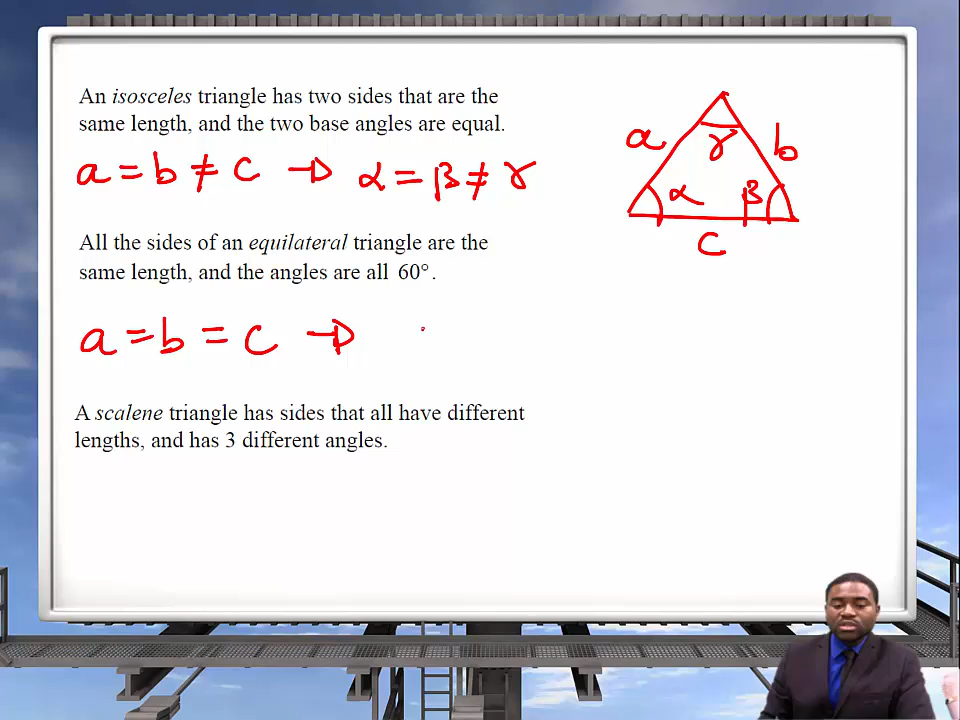 An isosceles triangle has two sides that are the
same length, and the two base angles are equal.
a = b ≠ c → α = β ≠ γ
All the sides of an equilateral triangle are the
same length, and the angles are all 60°.
a = b = c →
A scalene triangle has sides that all have different
lengths, and has 3 different angles.
a γ b
α β
c